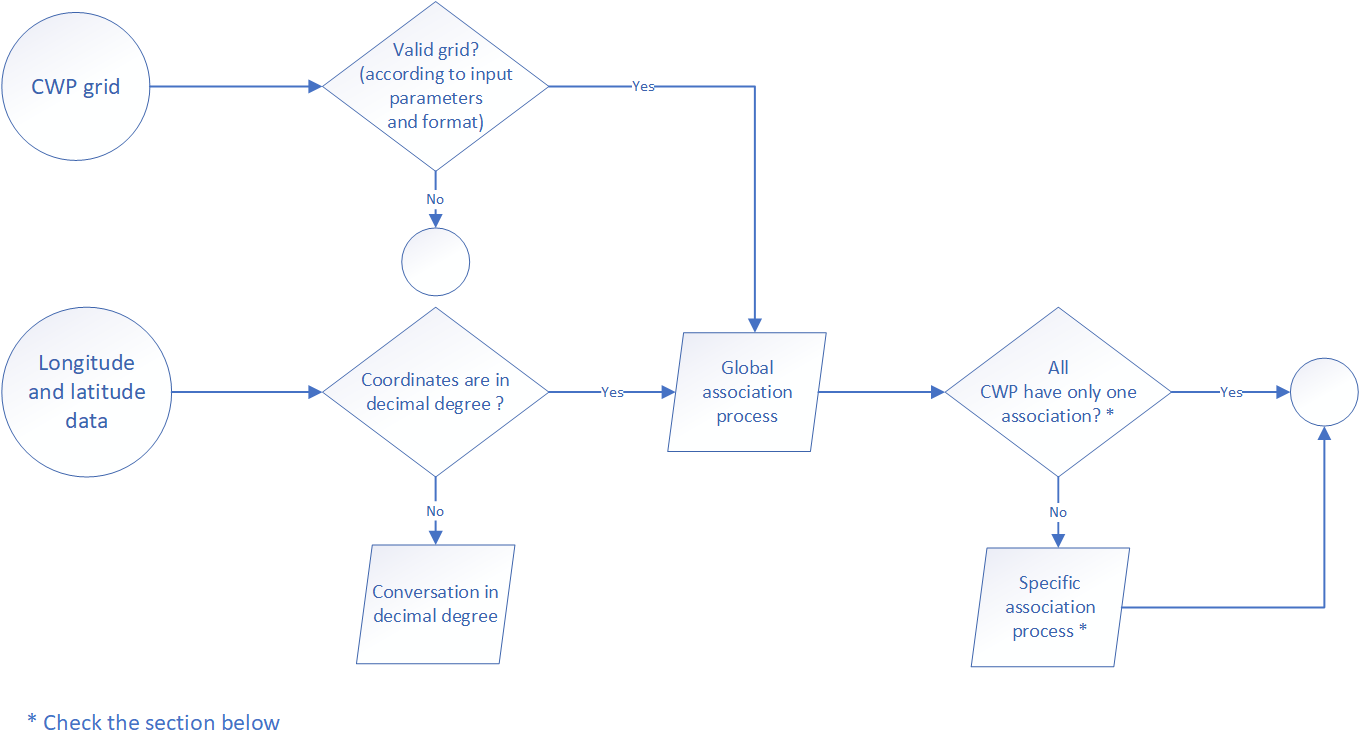 CWP grid
Valid grid?
(according to input
parameters
and format)
Yes
No
Longitude
and latitude
data
Coordinates are in
decimal degree ?
Yes
Global
association
process
All
CWP have only one
association? *
Yes
No
No
Conversation in
decimal degree
Specific
association
process *
* Check the section below